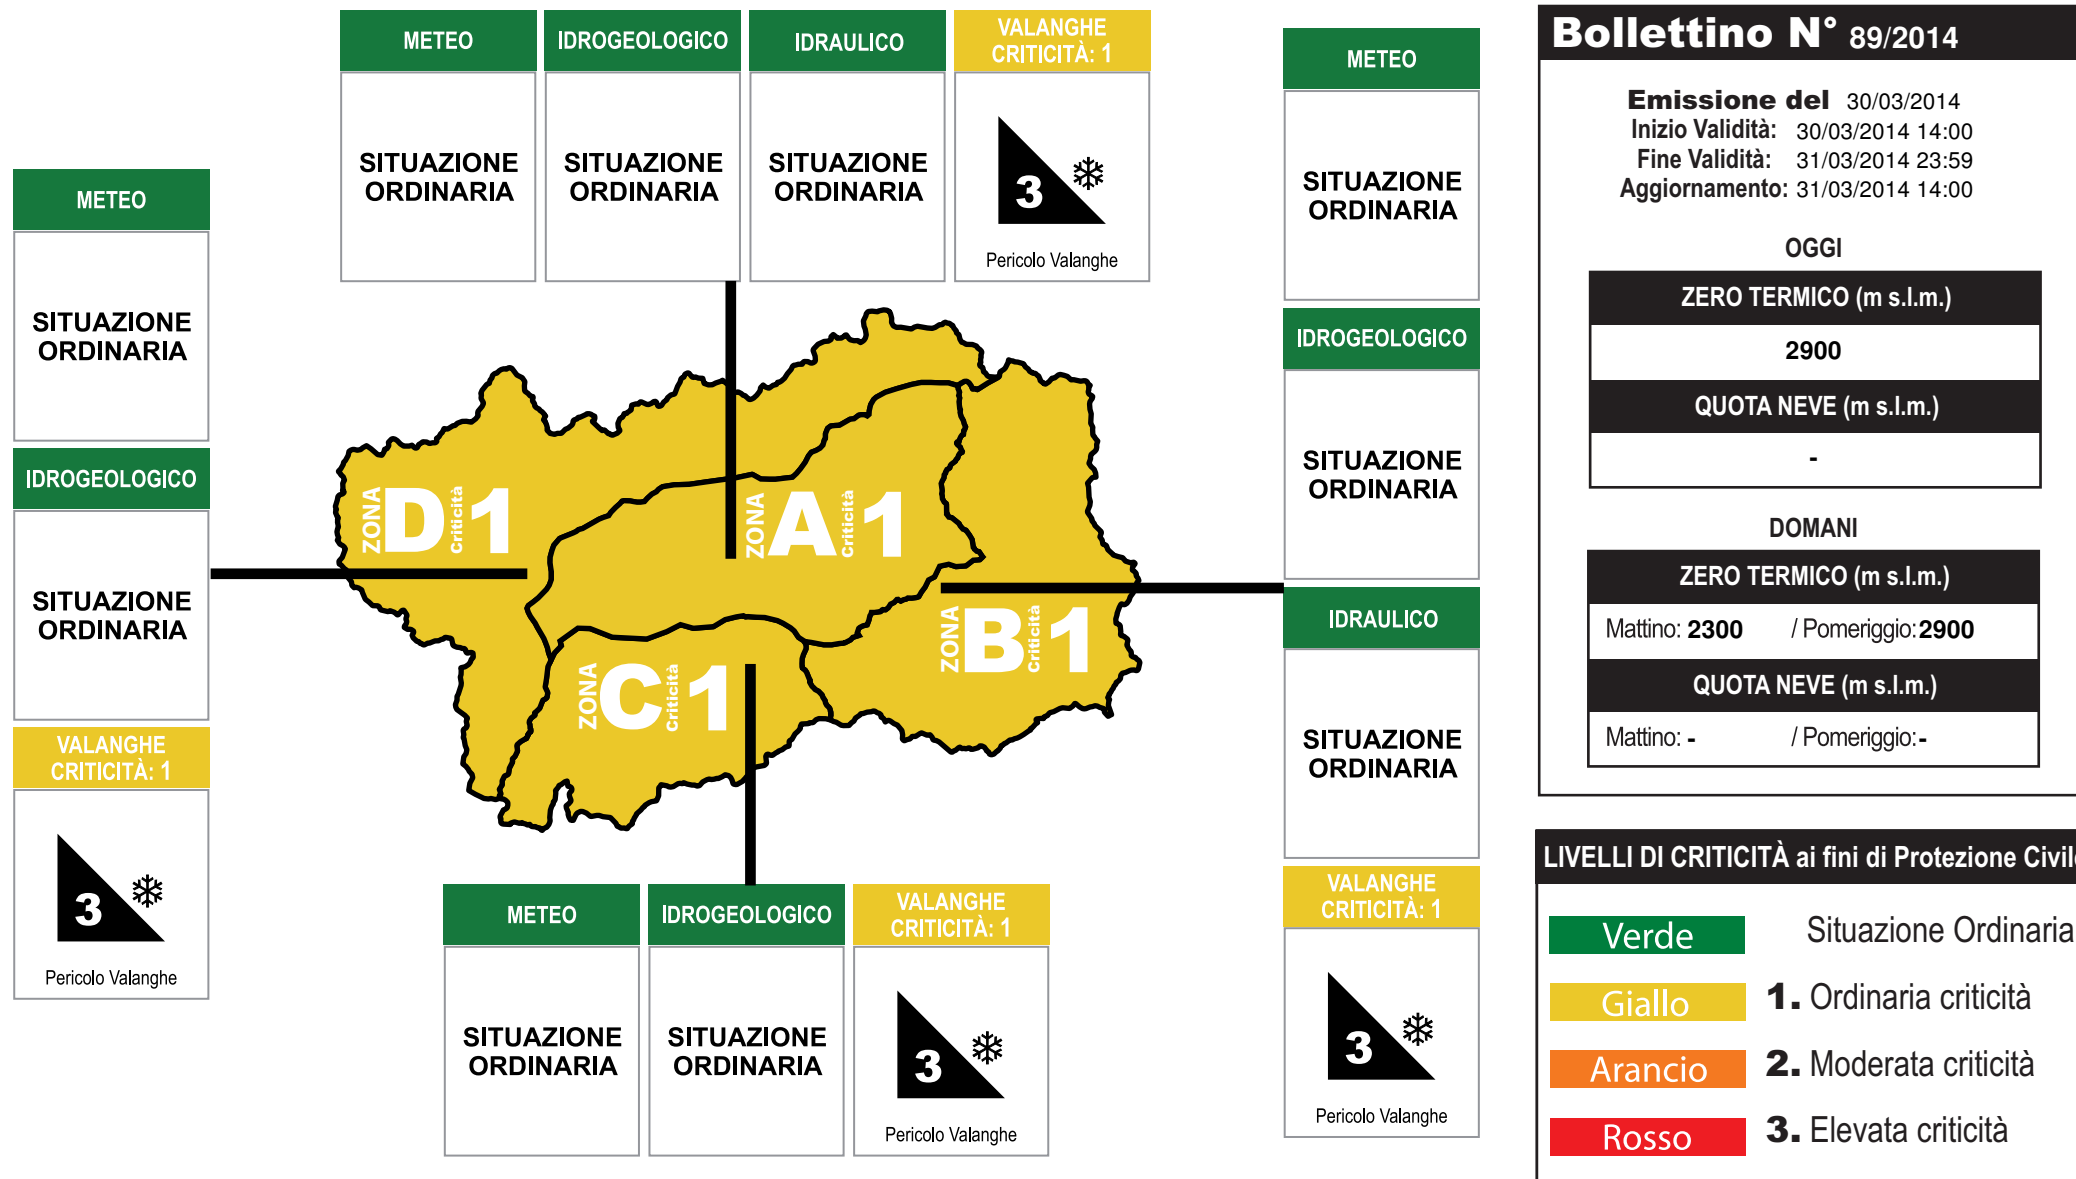 METEO
IDROGEOLOGICO
IDRAULICO
VALANGHE
CRITICITÀ: 1
SITUAZIONE
ORDINARIA
SITUAZIONE
ORDINARIA
SITUAZIONE
ORDINARIA
3
Pericolo Valanghe
METEO
SITUAZIONE
ORDINARIA
IDROGEOLOGICO
SITUAZIONE
ORDINARIA
VALANGHE
CRITICITÀ: 1
3
Pericolo Valanghe
ZONA D Criticità 1
ZONA A Criticità 1
ZONA B Criticità 1
ZONA C Criticità 1
METEO
IDROGEOLOGICO
VALANGHE
CRITICITÀ: 1
SITUAZIONE
ORDINARIA
SITUAZIONE
ORDINARIA
3
Pericolo Valanghe
METEO
SITUAZIONE
ORDINARIA
IDROGEOLOGICO
SITUAZIONE
ORDINARIA
IDRAULICO
SITUAZIONE
ORDINARIA
VALANGHE
CRITICITÀ: 1
3
Pericolo Valanghe
Bollettino N° 89/2014
Emissione del 30/03/2014
Inizio Validità: 30/03/2014 14:00
Fine Validità: 31/03/2014 23:59
Aggiornamento: 31/03/2014 14:00
OGGI
ZERO TERMICO (m s.l.m.)
2900
QUOTA NEVE (m s.l.m.)
-
DOMANI
ZERO TERMICO (m s.l.m.)
Mattino: 2300 / Pomeriggio: 2900
QUOTA NEVE (m s.l.m.)
Mattino: - / Pomeriggio: -
LIVELLI DI CRITICITÀ ai fini di Protezione Civile
Verde Situazione Ordinaria
Giallo 1. Ordinaria criticità
Arancio 2. Moderata criticità
Rosso 3. Elevata criticità